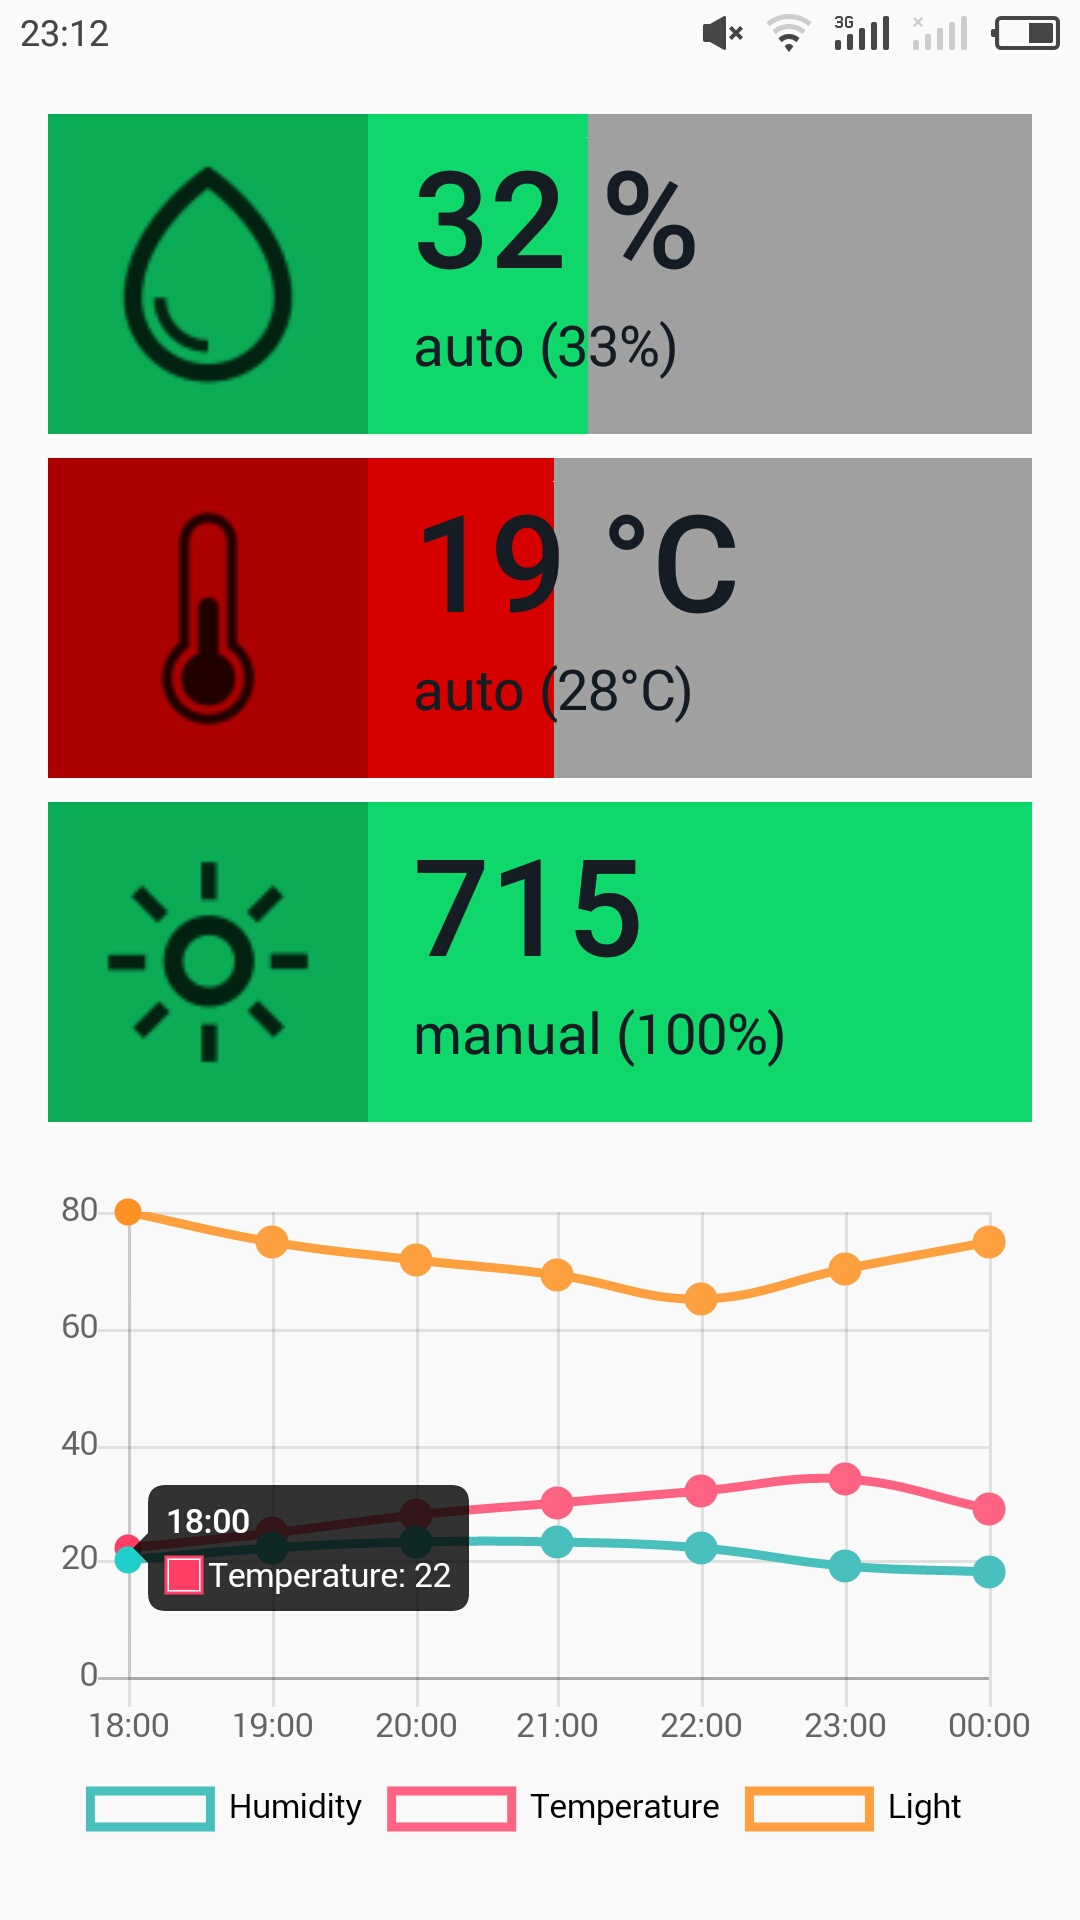 23:12
3G
32 %
auto (33%)
19 °C
auto (28°C)
715
manual (100%)
80
60
40
20
0
18:00
Temperature: 22
18:00 19:00 20:00 21:00 22:00 23:00 00:00
Humidity Temperature Light